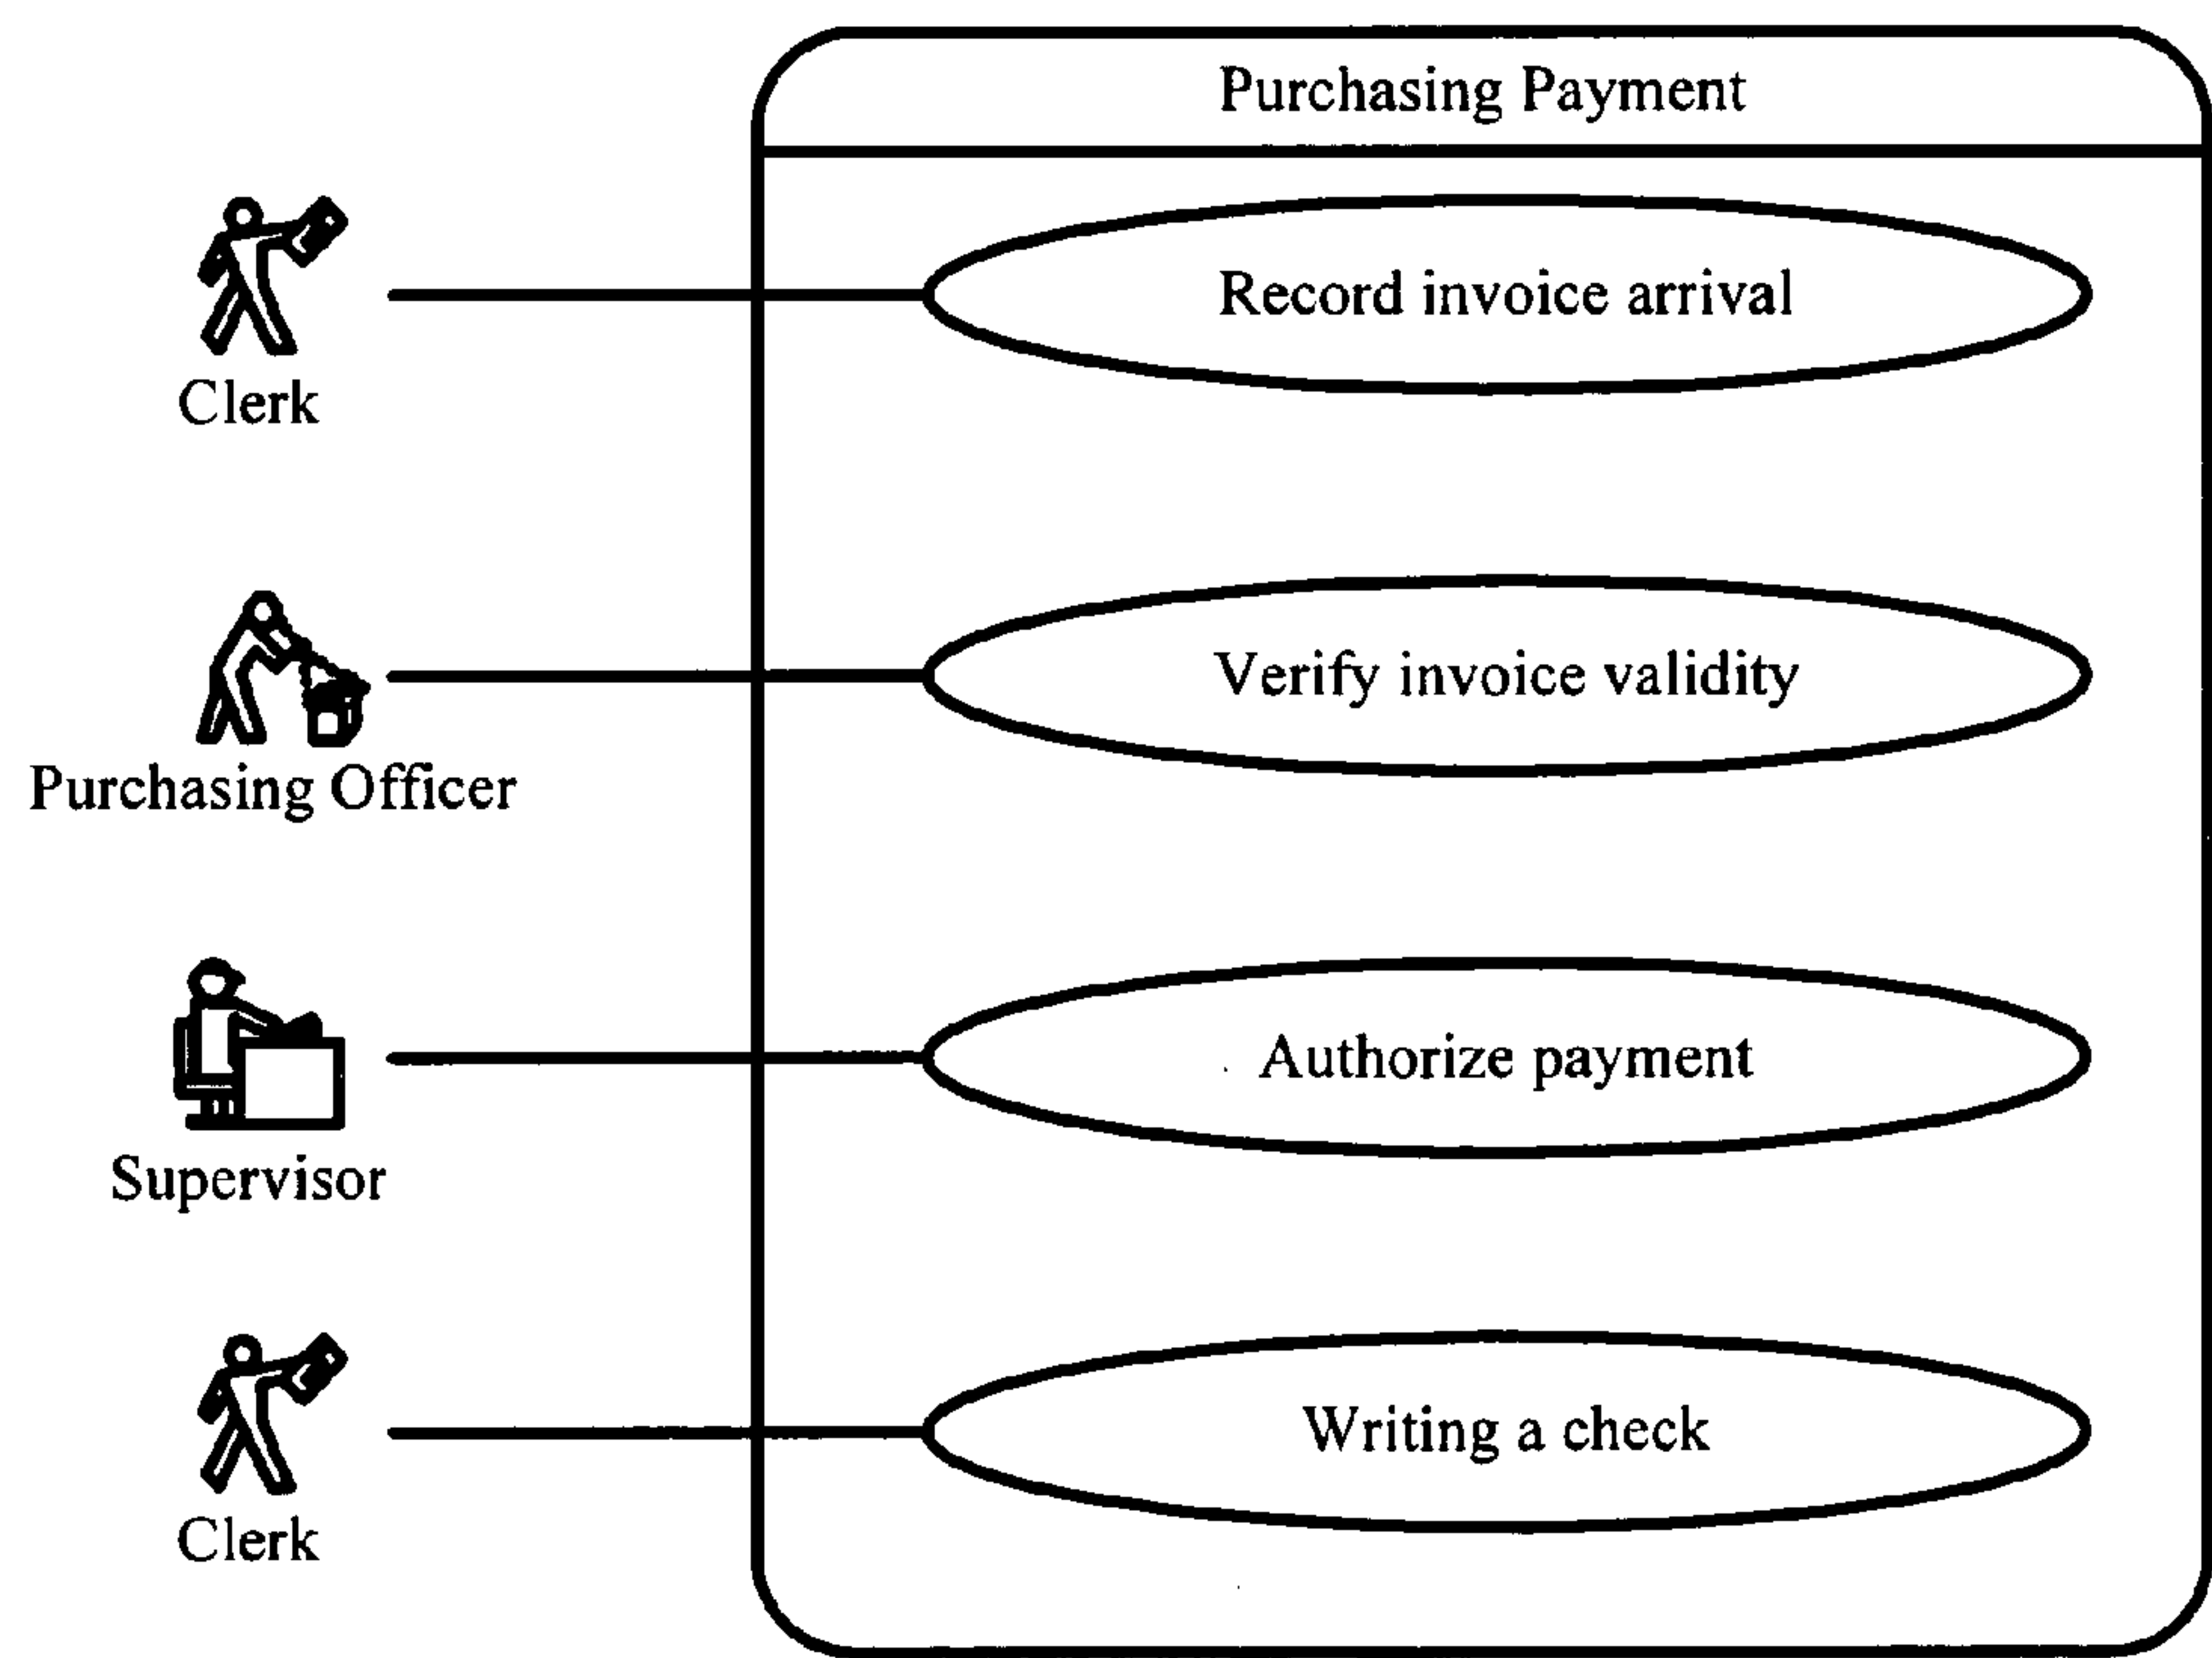 Purchasing Payment
Record invoice arrival
Clerk
Verify invoice validity
Purchasing Officer
Authorize payment
Supervisor
Writing a check
Clerk